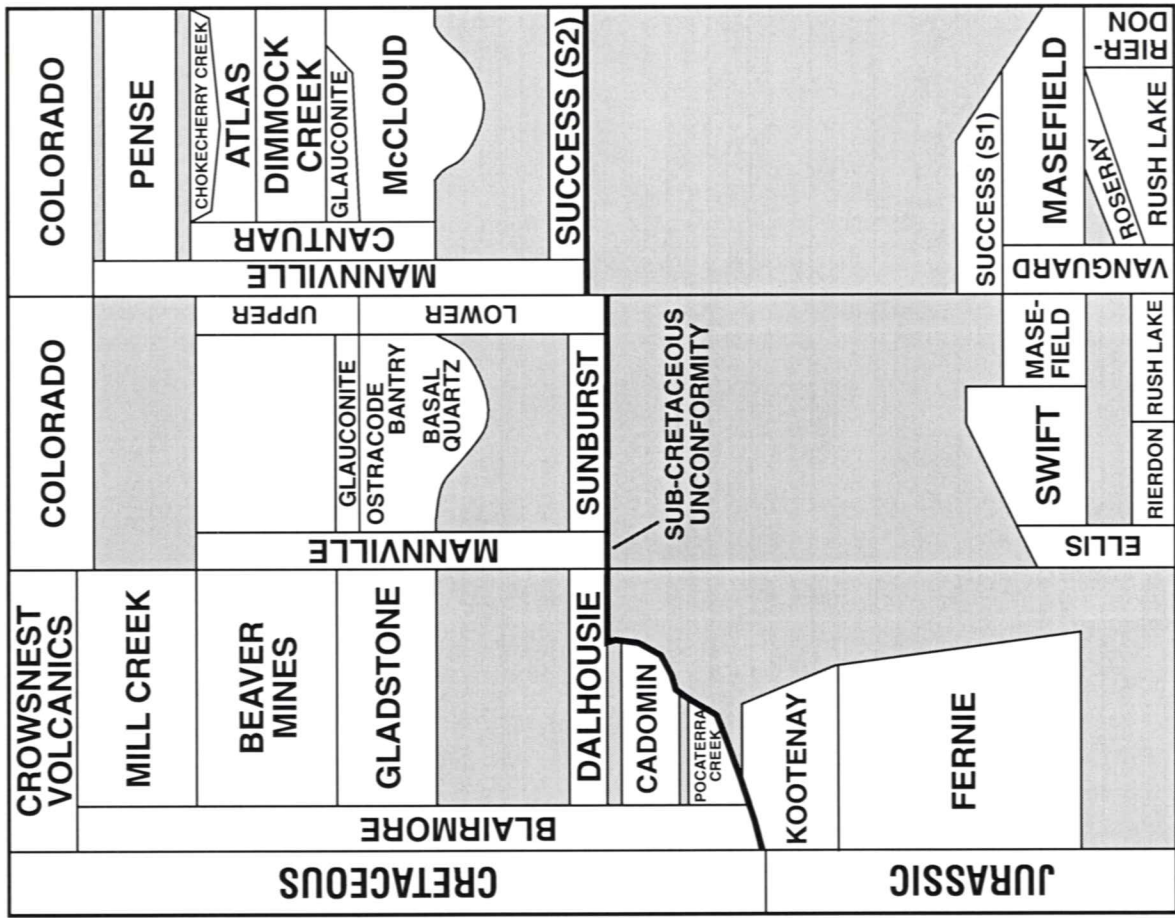 CRETACEOUS
JURASSIC
CROWSNEST
VOLCANICS
BLAIRMORE
MILL CREEK
BEAVER
MINES
GLADSTONE
DALHOUSIE
CADOMIN
POCATERRA
CREEK
KOOTENAY
FERNIE
COLORADO
MANNVILLE
UPPER
LOWER
GLAUCONITE
OSTRACODE
BANTRY
BASAL
QUARTZ
SUNBURST
SUB-CRETACEOUS
UNCONFORMITY
ELLIS
SWIFT
MASE-
FIELD
RIERDON
RUSH LAKE
COLORADO
MANNVILLE
PENSE
CANTUAR
CHOKECHERRY CREEK
ATLAS
DIMMOCK
CREEK
GLAUCONITE
McCLOUD
SUCCESS (S2)
SUCCESS (S1)
VANGUARD
MASEFIELD
ROSERAY
RUSH LAKE
RIER-
DON